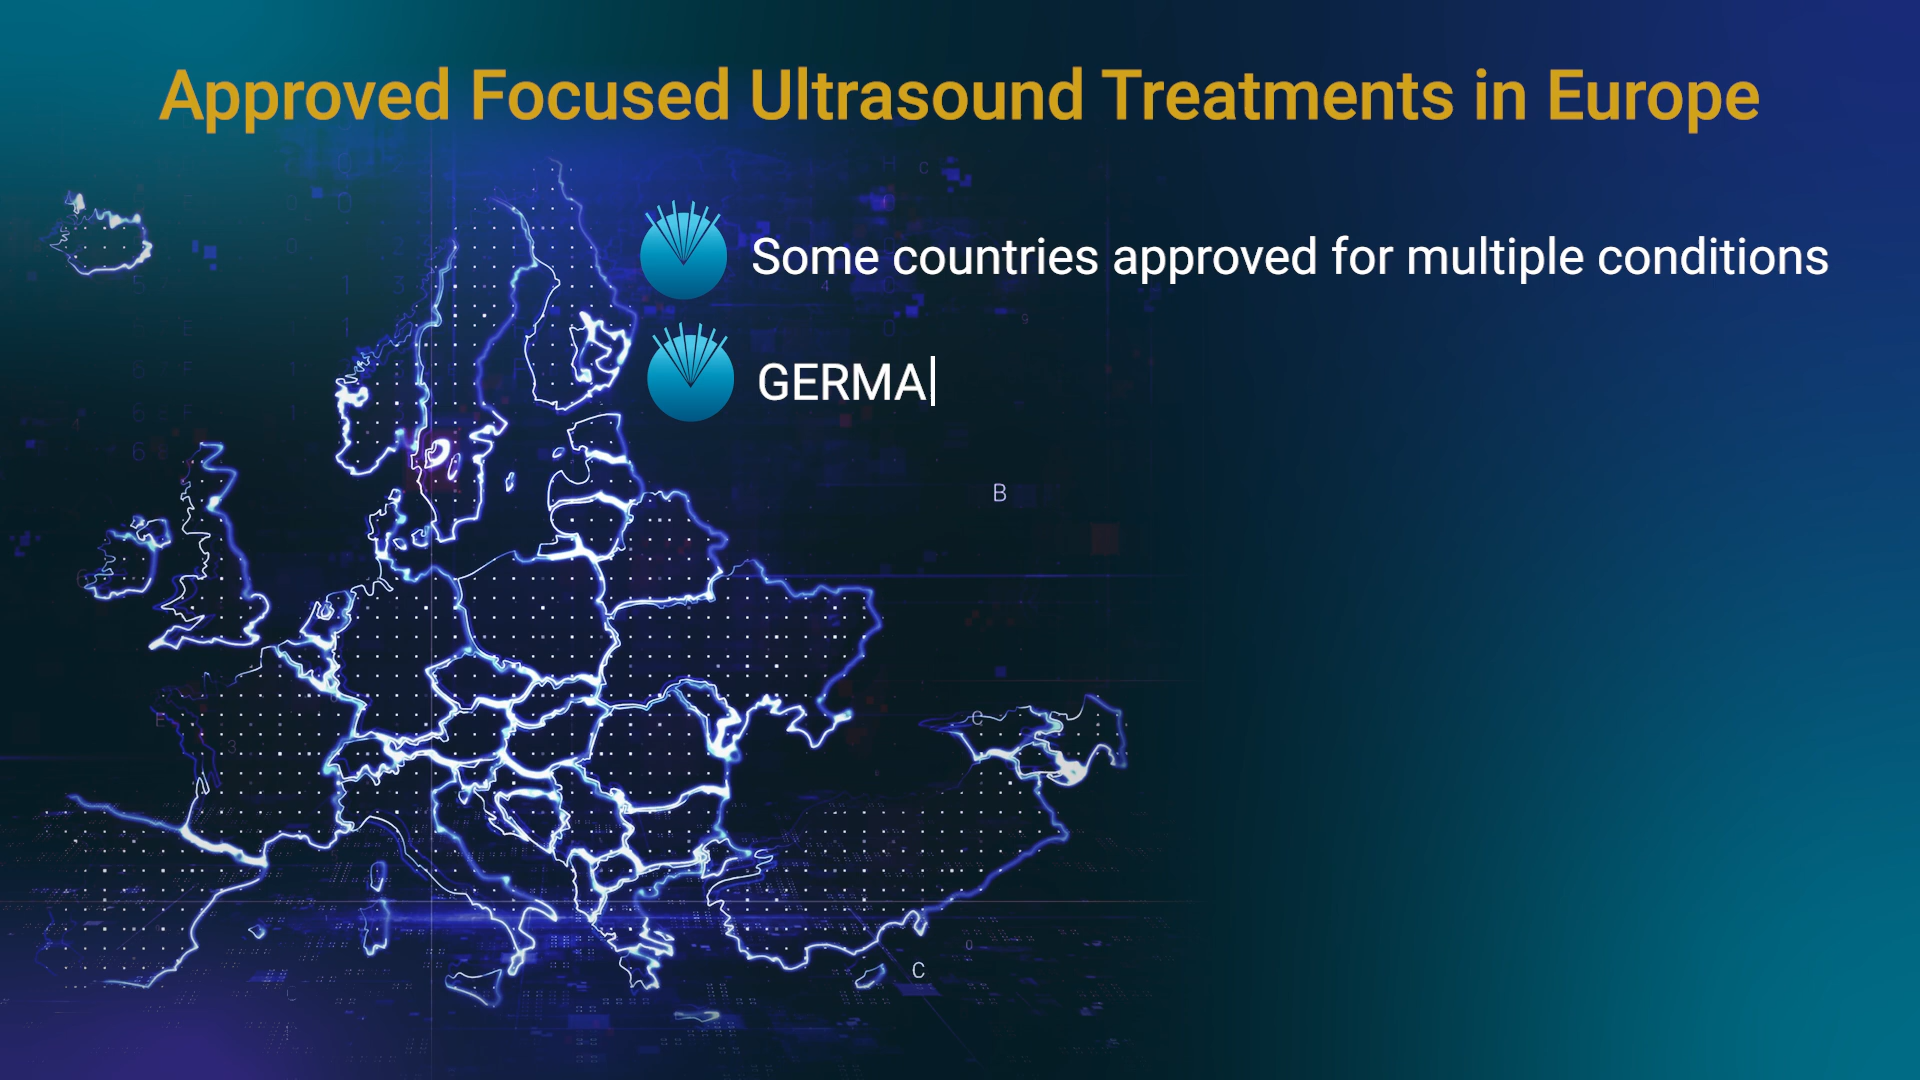 Approved Focused Ultrasound Treatments in Europe
Some countries approved for multiple conditions
GERMA
B
C
C